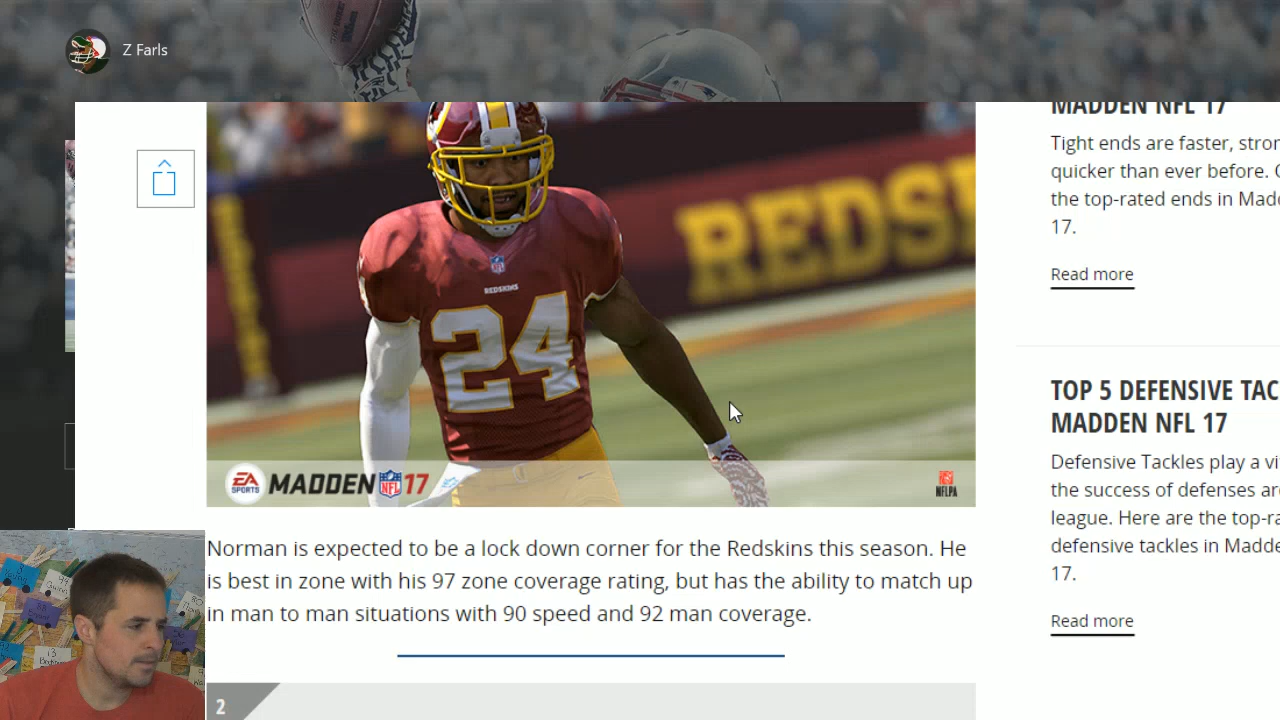 Z Farls
MADDEN NFL 17
Tight ends are faster, stron
quicker than ever before.
the top-rated ends in Madd
17.
Read more
REDS
REDSKINS
24
EA SPORTS MADDEN NFL 17
NFLPA
TOP 5 DEFENSIVE TAC
MADDEN NFL 17
Defensive Tackles play a vi
the success of defenses ar
league. Here are the top-ra
defensive tackles in Madde
17.
Read more
Norman is expected to be a lock down corner for the Redskins this season. He
is best in zone with his 97 zone coverage rating, but has the ability to match up
in man to man situations with 90 speed and 92 man coverage.
2